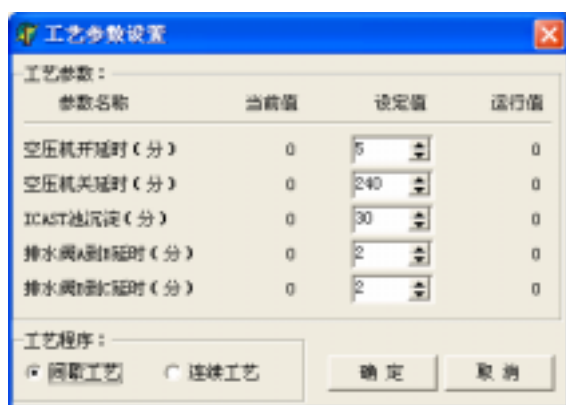 工艺参数设置
工艺参数：
参数名称 当前值 设定值 运行值
空压机开延时(分) 0 5 0
空压机关延时(分) 0 240 0
ICAST池沉淀(分) 0 30 0
排水阀A到B延时(分) 0 2 0
排水阀B到C延时(分) 0 2 0
工艺程序：
间歇工艺 连续工艺 确定 取消